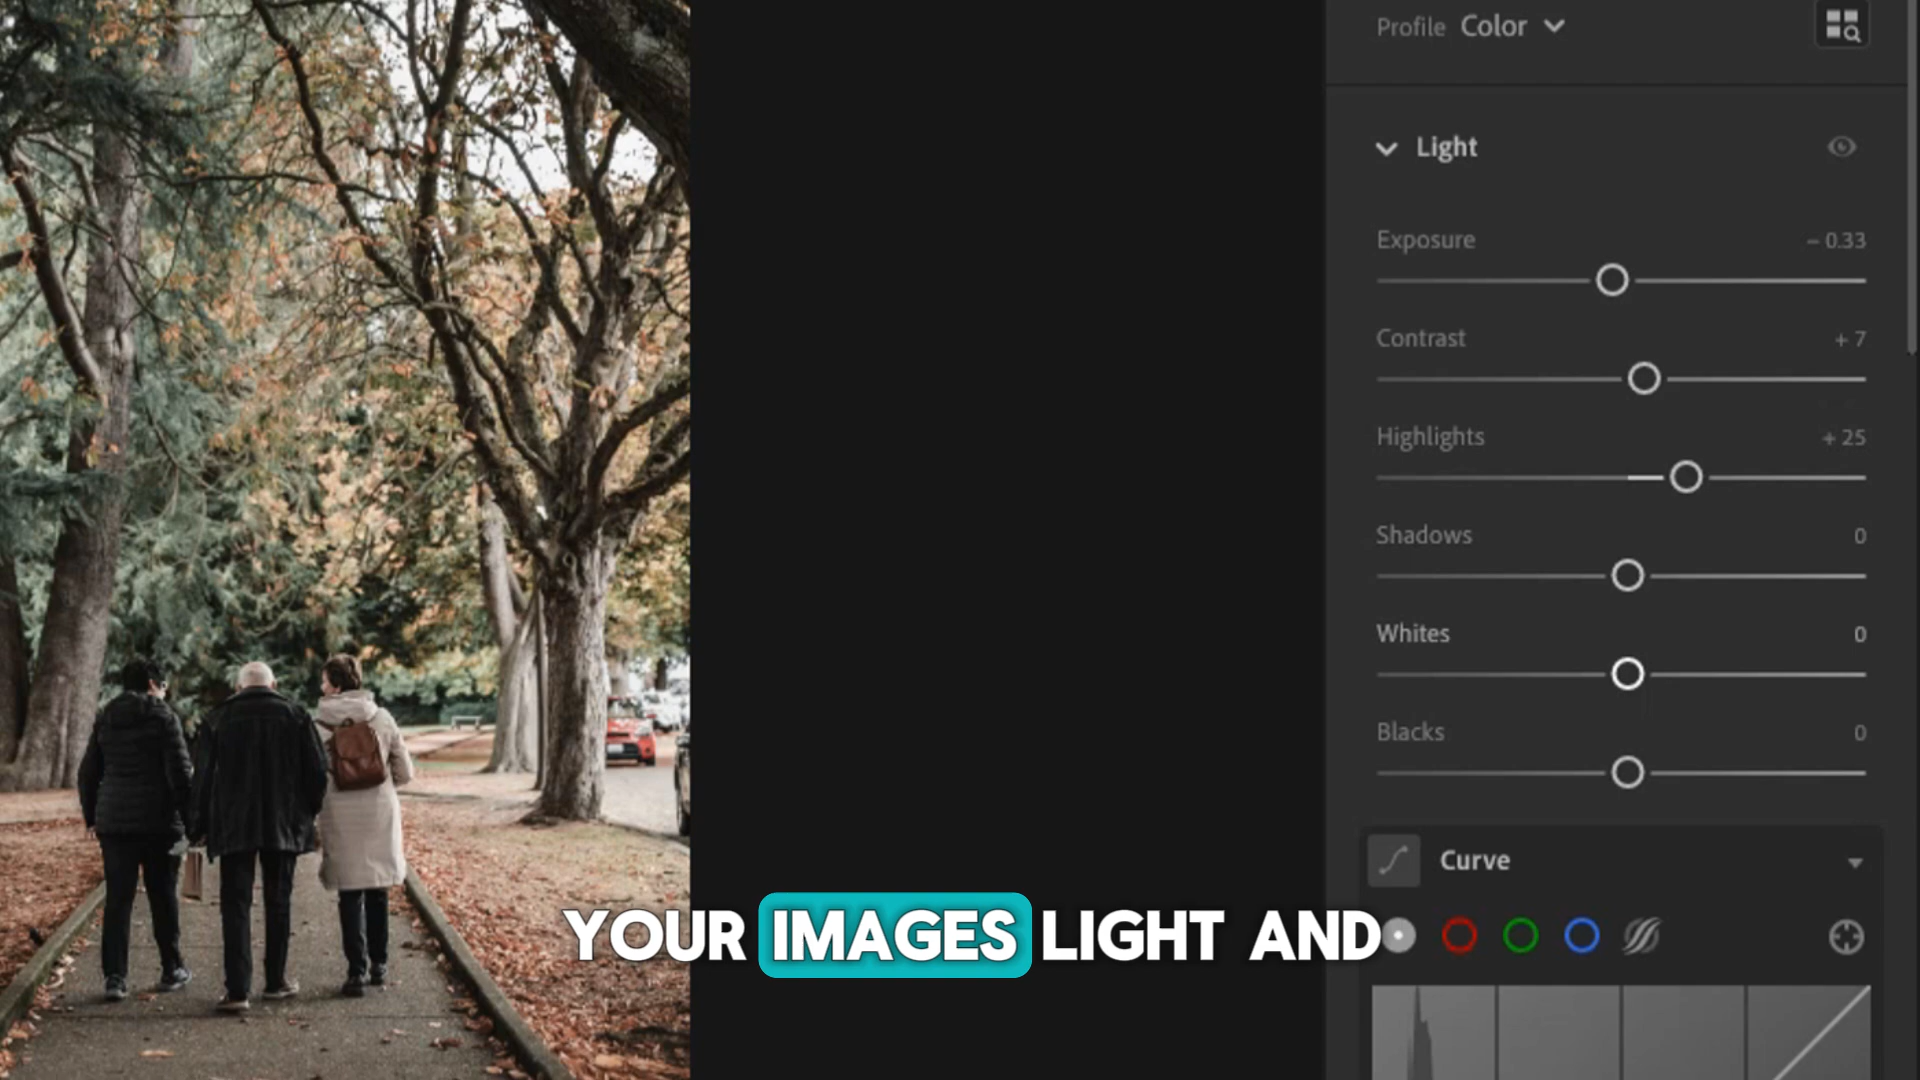 Profile Color
Light
Exposure – 0.33
Contrast + 7
Highlights + 25
Shadows 0
Whites 0
Blacks 0
Curve
YOUR IMAGES LIGHT AND